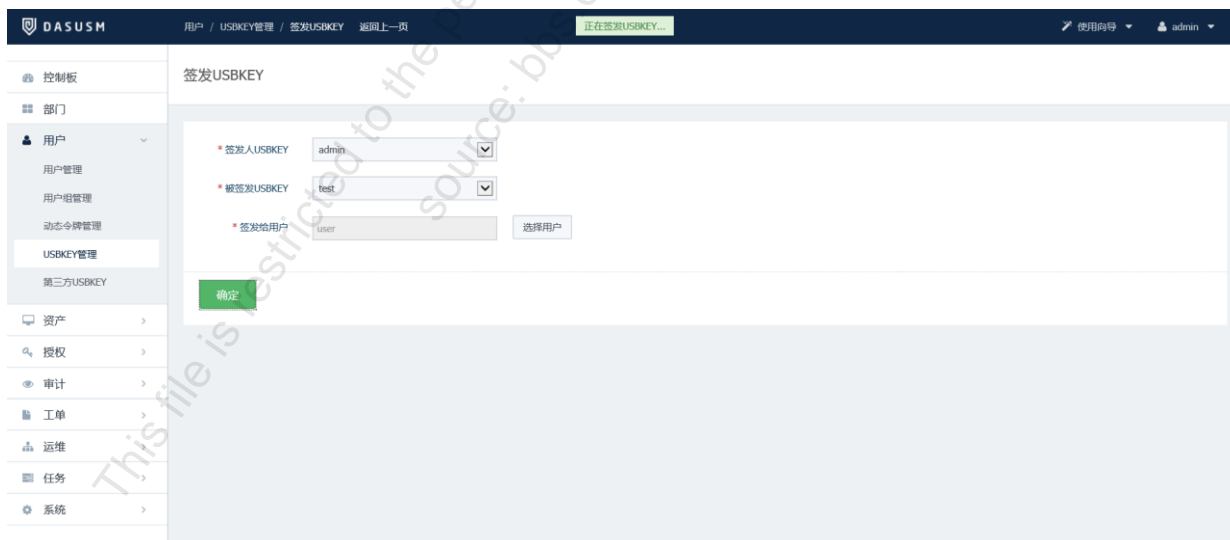 DASUSM
用户 / USBKEY管理 / 签发USBKEY 返回上一页
正在签发USBKEY...
使用向导
admin
控制板
部门
用户
用户管理
用户组管理
动态令牌管理
USBKEY管理
第三方USBKEY
资产
授权
审计
工单
运维
任务
系统
签发USBKEY
* 签发人USBKEY admin
* 被签发USBKEY test
* 签发给用户 user 选择用户
确定
This file is restricted to the pe
source: bbs